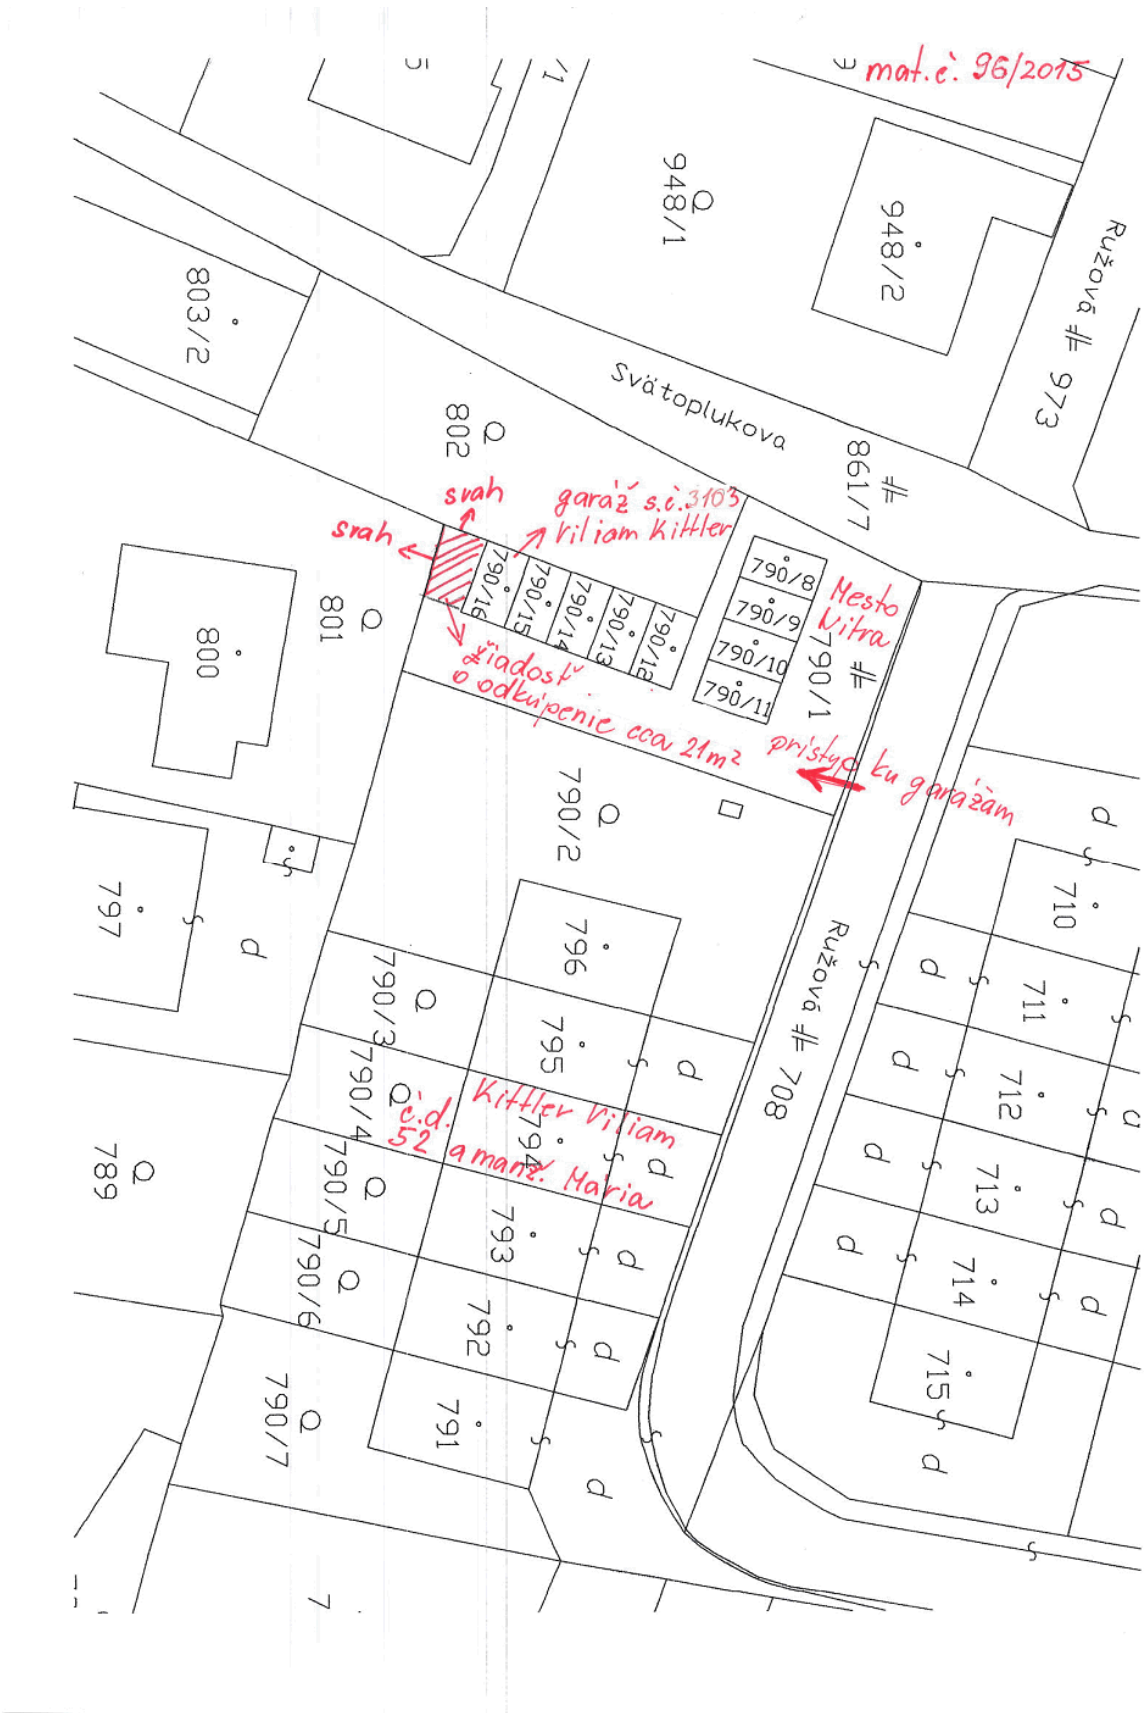 mat.č. 96/2015
/1
948/1
948/2
Ružová 973
803/2
Svätoplukova
802
861/7
svah
garáž s.č. 3103
Viliam Kittler
svah
790/16
790/15
790/14
790/13
790/12
790/8
790/9
790/10
790/11
Mesto
Nitra
790/1
801
800
žiadosť
o odkúpenie cca 21m²
prístup ku garážam
790/2
797
d
796
795
d
790/3
790/4
č.d.
52
Kittler Viliam
a manž. Mária
794
d
Ružová 708
d
710
711
d
712
d
d
713
d
d
714
d
d
715
d
789
790/5
793
d
790/6
792
d
790/7
791
d
7